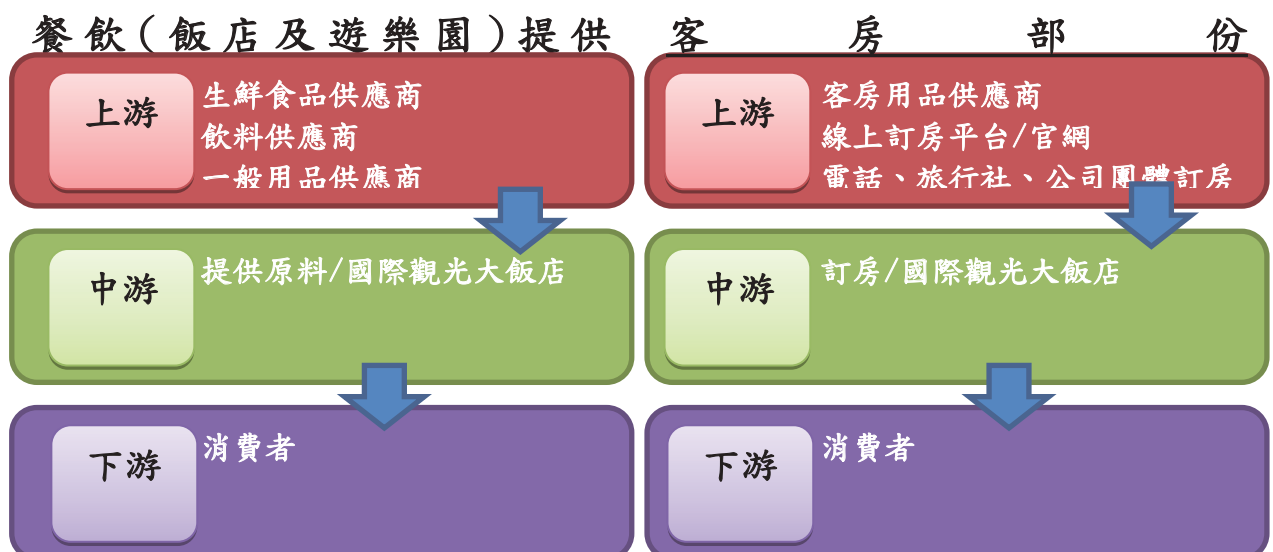 餐飲(飯店及遊樂園)提供
上游
生鮮食品供應商
飲料供應商
一般用品供應商
中游
提供原料/國際觀光大飯店
下游
消費者
客房部份
上游
客房用品供應商
線上訂房平台/官網
電話、旅行社、公司團體訂房
中游
訂房/國際觀光大飯店
下游
消費者